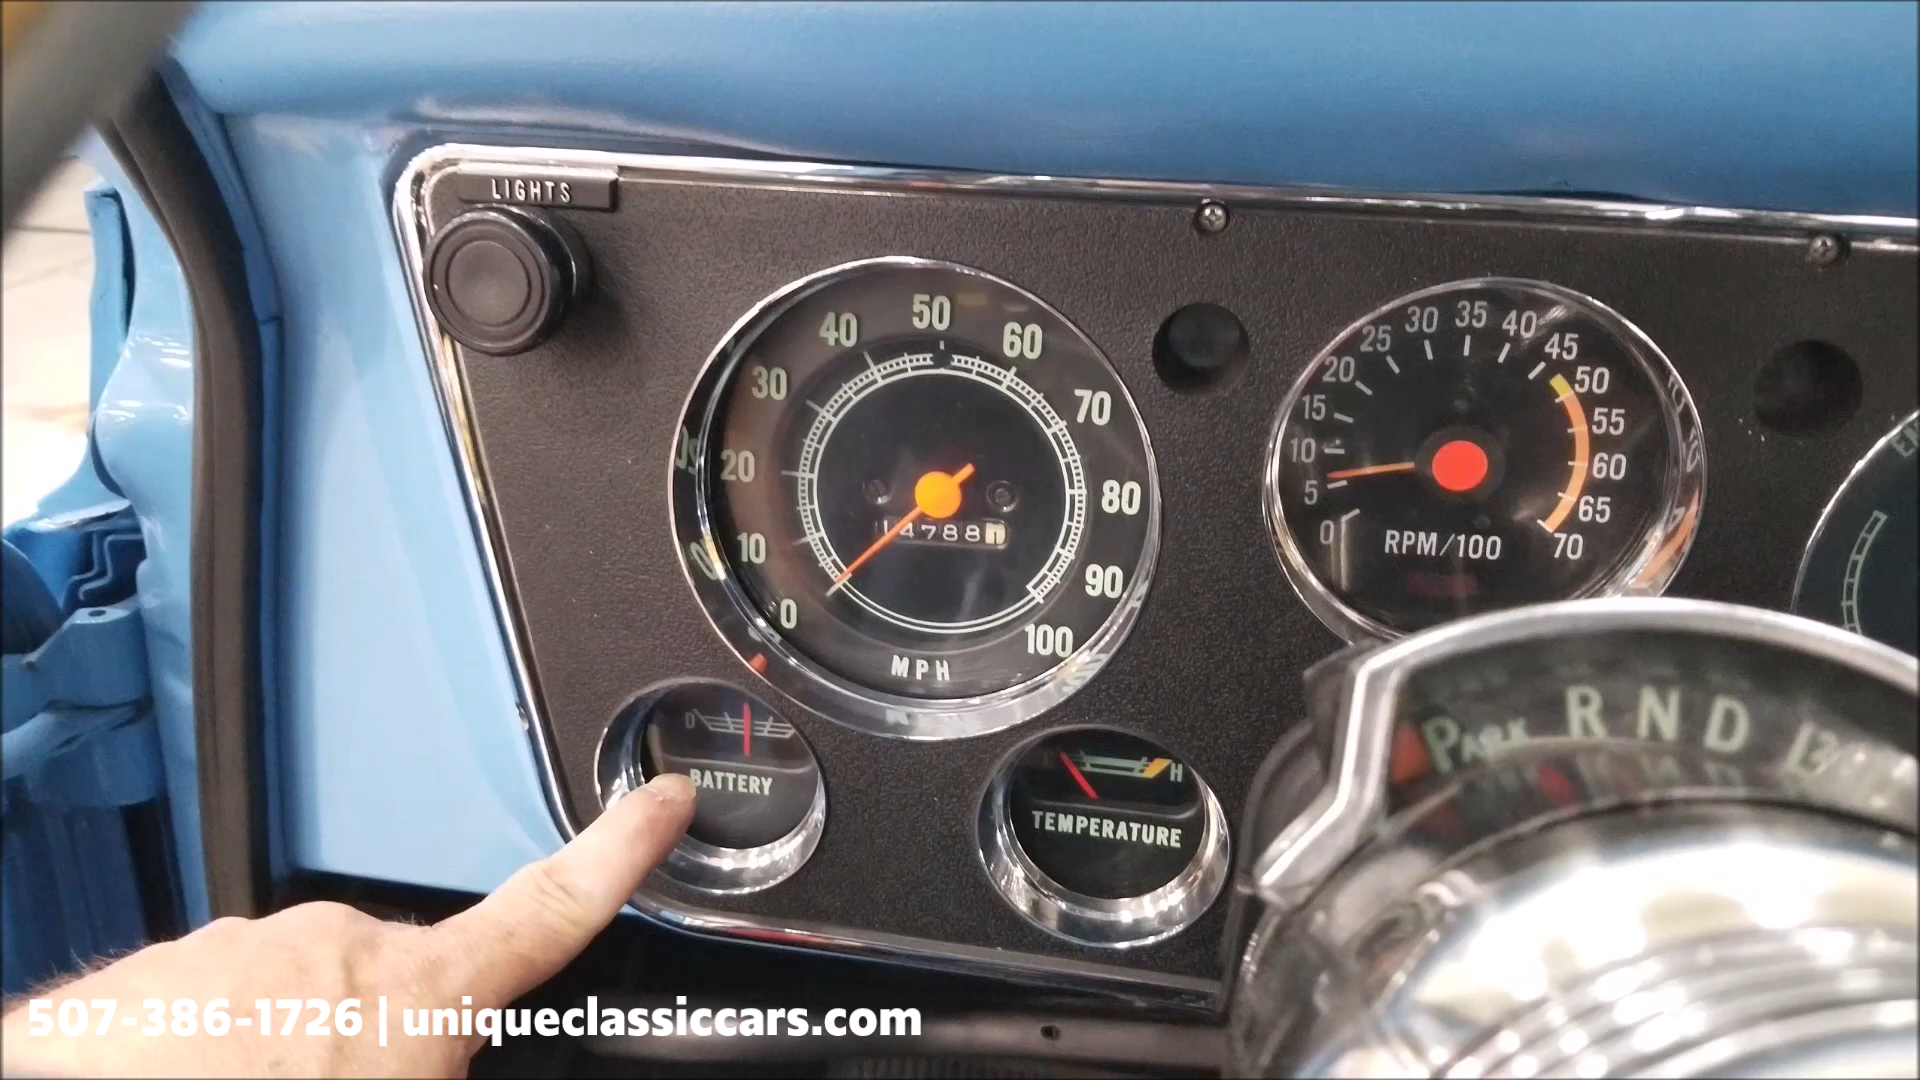 LIGHTS
0 10 20 30 40 50 60 70 80 90 100
MPH
14788
0 5 10 15 20 25 30 35 40 45 50 55 60 65 70
RPM/100
D
BATTERY
H
TEMPERATURE
PARK R N D
507-386-1726 | uniqueclassiccars.com